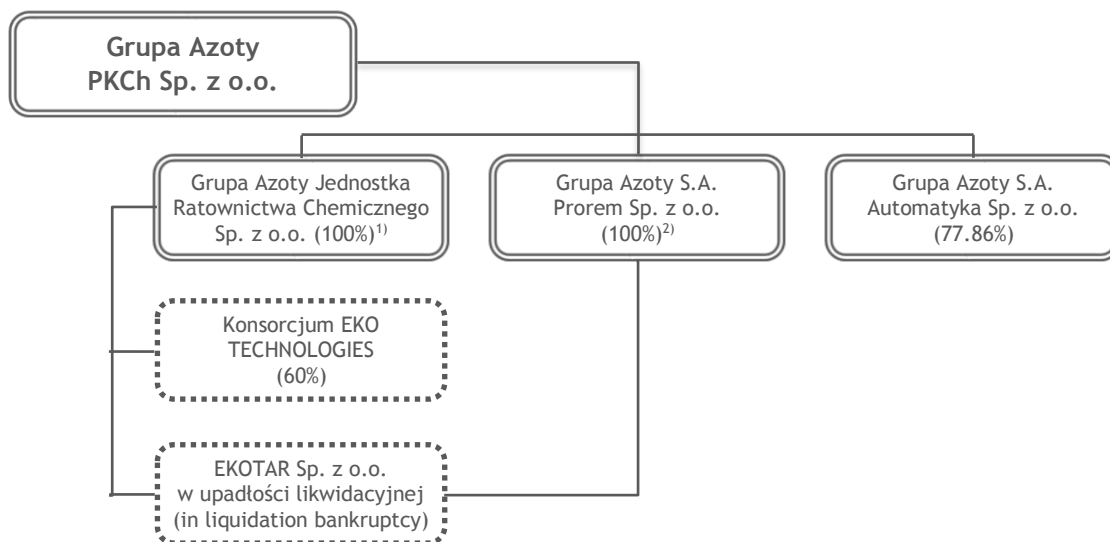 Grupa Azoty
PKCh Sp. z o.o.
Grupa Azoty Jednostka
Ratownictwa Chemicznego
Sp. z o.o. (100%)1)
Grupa Azoty S.A.
Prorem Sp. z o.o.
(100%)2)
Grupa Azoty S.A.
Automatyka Sp. z o.o.
(77.86%)
Konsorcjum EKO
TECHNOLOGIES
(60%)
EKOTAR Sp. z o.o.
w upadłości likwidacyjnej
(in liquidation bankruptcy)